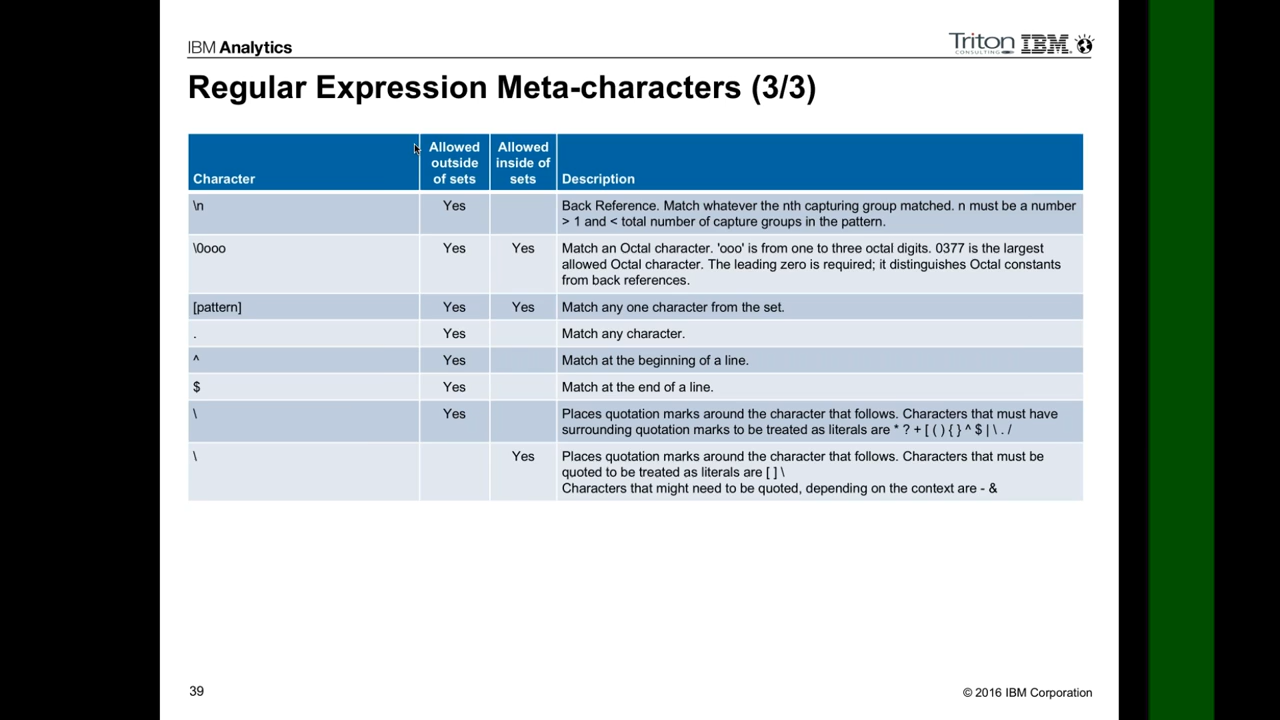 IBM Analytics
Triton IBM
CONSULTING
Regular Expression Meta-characters (3/3)
Character
Allowed outside of sets
Allowed inside of sets
Description
\n Yes Back Reference. Match whatever the nth capturing group matched. n must be a number
> 1 and < total number of capture groups in the pattern.
\0ooo Yes Yes Match an Octal character. 'ooo' is from one to three octal digits. 0377 is the largest
allowed Octal character. The leading zero is required; it distinguishes Octal constants
from back references.
[pattern] Yes Yes Match any one character from the set.
. Yes Match any character.
^ Yes Match at the beginning of a line.
$ Yes Match at the end of a line.
\ Yes Places quotation marks around the character that follows. Characters that must have
surrounding quotation marks to be treated as literals are * ? + [ ( ) { } ^ $ | \ . /
\ Yes Places quotation marks around the character that follows. Characters that must be
quoted to be treated as literals are [ ] \
Characters that might need to be quoted, depending on the context are - &
39
© 2016 IBM Corporation